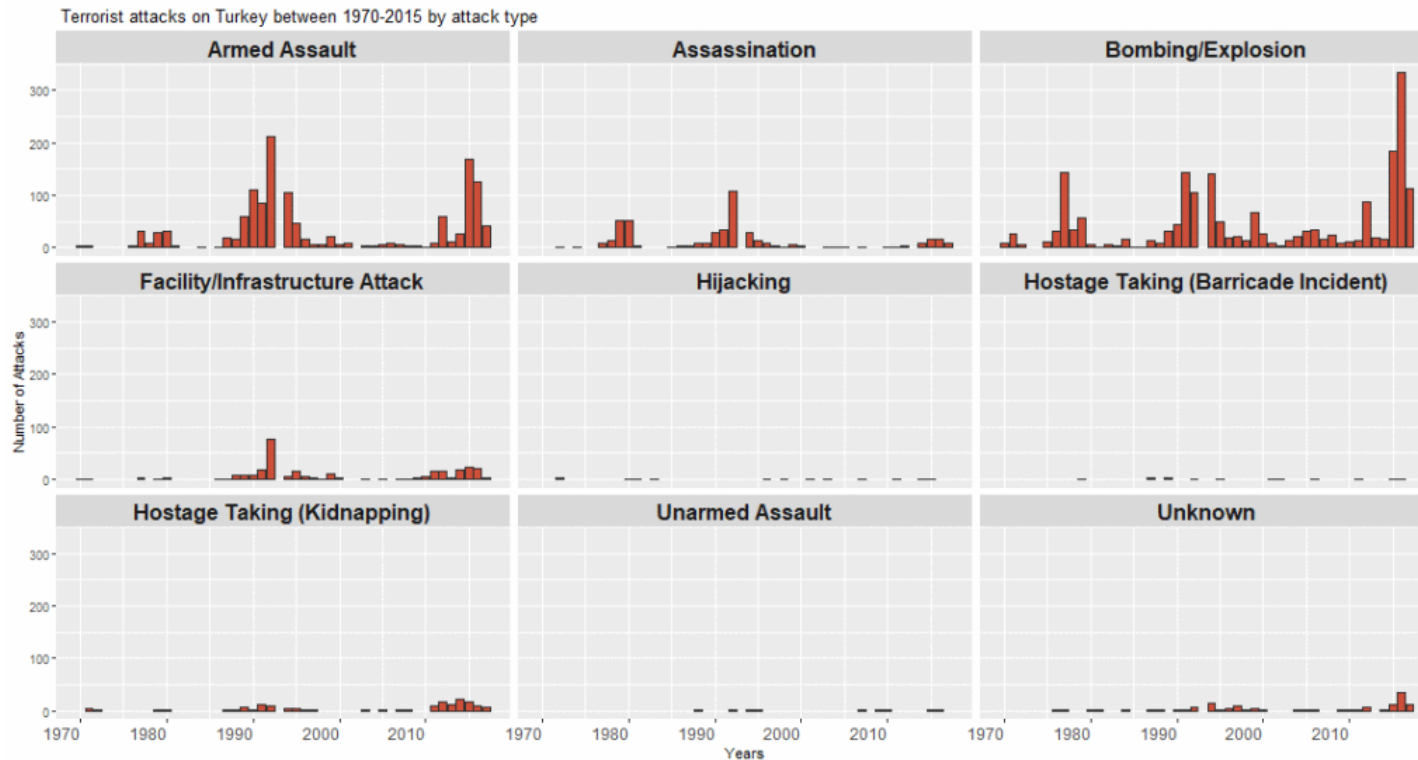 Terrorist attacks on Turkey between 1970-2015 by attack type
Armed Assault
Assassination
Bombing/Explosion
300
200
100
0
Facility/Infrastructure Attack
Hijacking
Hostage Taking (Barricade Incident)
300
200
100
0
Number of Attacks
Hostage Taking (Kidnapping)
Unarmed Assault
Unknown
300
200
100
0
1970 1980 1990 2000 2010
1970 1980 1990 2000 2010
1970 1980 1990 2000 2010
Years